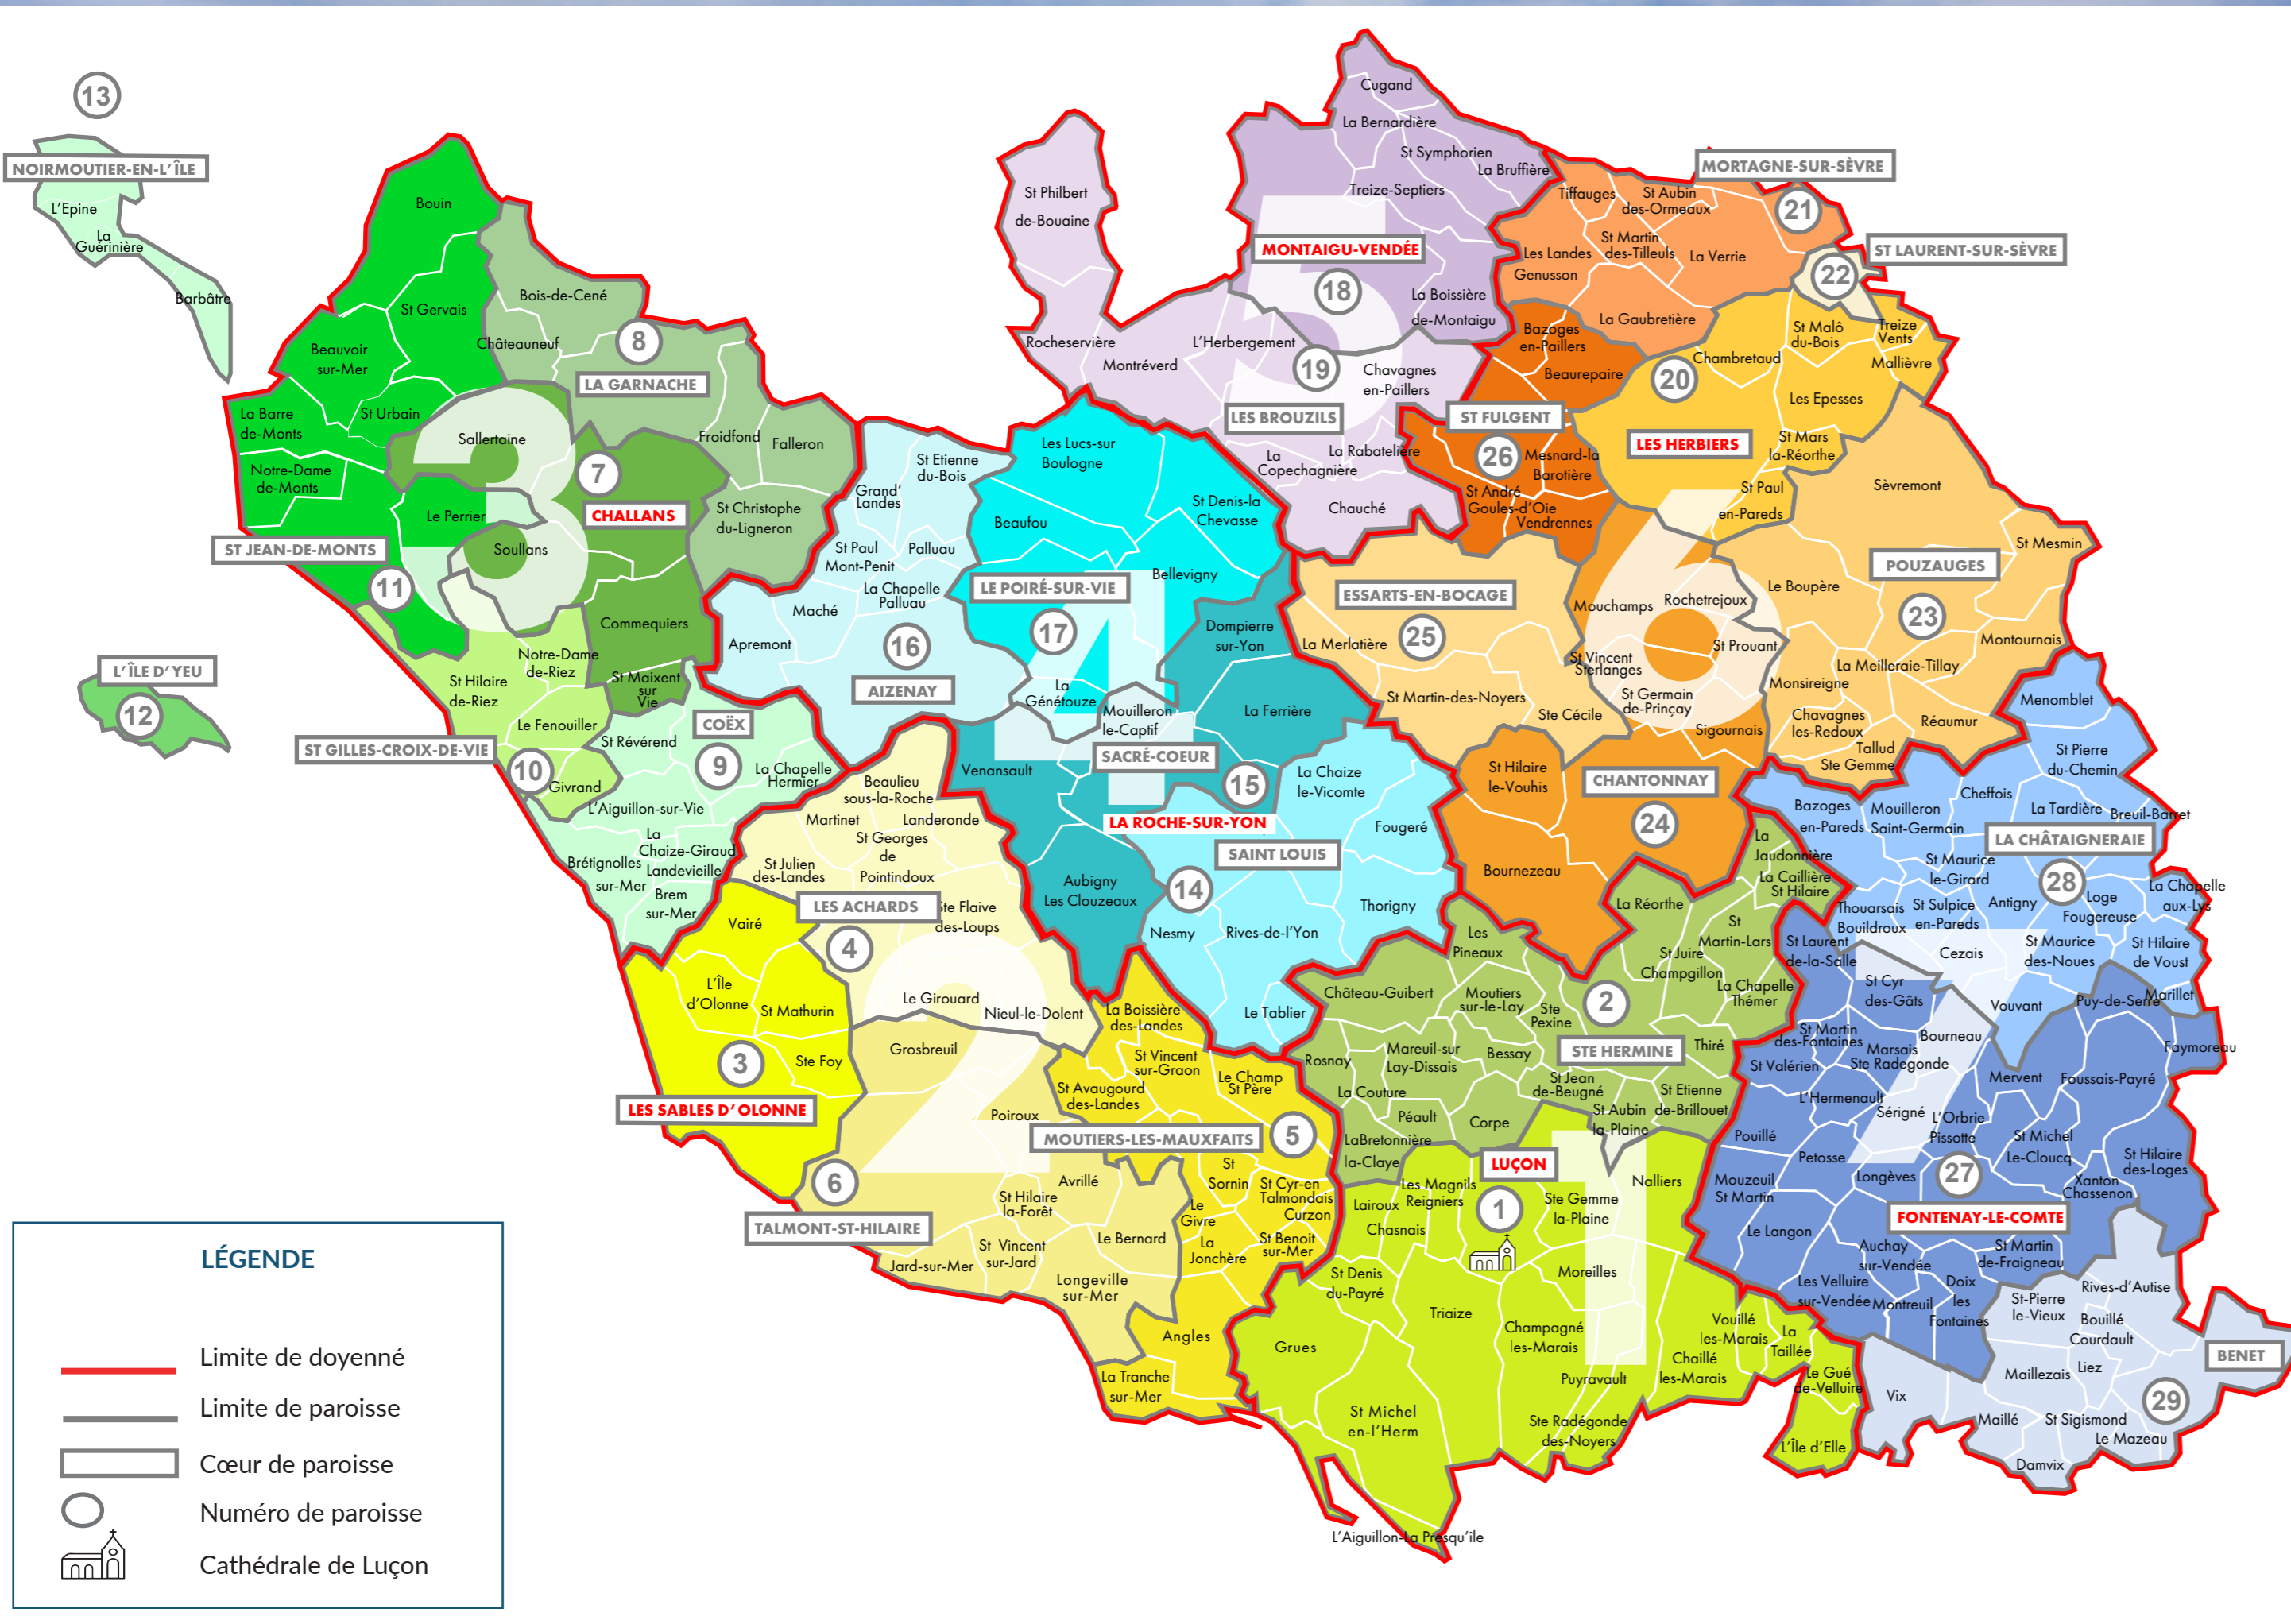 13
NOIRMOUTIER-EN-L'ÎLE
L'Epine
La
Guérinière
Barbâtre
L'ÎLE D'YEU
12
3
Bouin
St Gervais
Beauvoir
sur-Mer
La Barre
de-Monts
St Urbain
Notre-Dame
de-Monts
Le Perrier
ST JEAN-DE-MONTS
11
Bois-de-Cené
Châteauneuf
8
LA GARNACHE
Froidfond
Falleron
St Christophe
du-Ligneron
Sallertaine
7
CHALLANS
Soullans
Commequiers
St Maixent
sur
Vie
Notre-Dame
de-Riez
St Hilaire
de-Riez
Le Fenouiller
ST GILLES-CROIX-DE-VIE
10
Givrand
COËX
9
St Révérend
La Chapelle
Hermier
L'Aiguillon-sur-Vie
La
Chaize-Giraud
Landevieille
Brétignolles
sur-Mer
Brem
sur-Mer
5
Cugand
La Bernardière
St Symphorien
La Bruffière
Treize-Septiers
MONTAIGU-VENDÉE
18
La Boissière
de-Montaigu
St Philbert
de-Bouaine
Rocheservière
Montréverd
L'Herbergement
19
LES BROUZILS
Chavagnes
en-Paillers
La
Copechagnière
La Rabatelière
Chauché
4
St Etienne
du-Bois
Grand'
Landes
St Paul
Mont-Penit
Palluau
La Chapelle
Palluau
Maché
Apremont
16
AIZENAY
Les Lucs-sur
Boulogne
Beaufou
St Denis-la
Chevasse
Bellevigny
LE POIRÉ-SUR-VIE
17
La
Génétouze
Mouilleron
le-Captif
Dompierre
sur-Yon
La Ferrière
SACRÉ-COEUR
15
Venansault
Aubigny
Les Clouzeaux
LA ROCHE-SUR-YON
SAINT LOUIS
14
La Chaize
le-Vicomte
Fougeré
Thorigny
Nesmy
Rives-de-l'Yon
Le Tablier
6
MORTAGNE-SUR-SÈVRE
21
Tiffauges
St Aubin
des-Ormeaux
St Martin
des-Tilleuls
La Verrie
Les Landes
Genusson
La Gaubretière
ST LAURENT-SUR-SÈVRE
22
Bazoges
en-Paillers
Beaurepaire
ST FULGENT
26
Mesnard-la
Barotière
St André
Goules-d'Oie
Vendrennes
20
LES HERBIERS
Chambretaud
St Malô
du-Bois
Treize
Vents
Mallièvre
Les Epesses
St Mars
la-Réorthe
St Paul
en-Pareds
Sèvremont
St Mesmin
POUZAUGES
23
Le Boupère
Montournais
La Meilleraie-Tillay
Monsireigne
Chavagnes
les-Redoux
Réaumur
Tallud
Ste Gemme
ESSARTS-EN-BOCAGE
25
La Merlatière
St Martin-des-Noyers
Ste Cécile
Mouchamps
Rochetrejoux
St Prouant
St Vincent
Sterlanges
St Germain
de-Prinçay
Sigournais
St Hilaire
le-Vouhis
CHANTONNAY
24
Bournezeau
2
Beaulieu
sous-la-Roche
Martinet
Landeronde
St Georges
de
Pointindoux
St Julien
des-Landes
LES ACHARDS
4
Ste Flaive
des-Loups
Le Girouard
Nieul-le-Dolent
Vairé
L'Île
d'Olonne
St Mathurin
3
Ste Foy
LES SABLES D'OLONNE
Grosbreuil
Poiroux
6
TALMONT-ST-HILAIRE
Avrillé
St Hilaire
la-Forêt
St Vincent
sur-Jard
Jard-sur-Mer
Le Bernard
Longeville
sur-Mer
La Boissière
des-Landes
St Vincent
sur-Graon
Le Champ
St Père
St Avaugourd
des-Landes
MOUTIERS-LES-MAUXFAITS
5
St
Sornin
St Cyr-en
Talmondais
Curzon
Le
Givre
La
Jonchère
St Benoit
sur-Mer
Angles
La Tranche
sur-Mer
1
La
Jaudonnière
La Caillière
St Hilaire
La Réorthe
St
Martin-Lars
St Juire
Champgillon
La Chapelle
Thémer
Les
Pineaux
Château-Guibert
Moutiers
sur-le-Lay
Ste
Pexine
2
STE HERMINE
Thiré
Rosnay
Mareuil-sur
Lay-Dissais
Bessay
La Couture
St Jean
de-Beugné
St Etienne
de-Brillouet
Péault
Corpe
St Aubin
la-Plaine
LaBretonnière
la-Claye
LUÇON
1
Les Magnils
Reigniers
Lairoux
Chasnais
Ste Gemme
la-Plaine
Nalliers
St Denis
du-Payré
Moreilles
Triaize
Grues
Champagné
les-Marais
Puyravault
Vouillé
les-Marais
La
Taillée
Chaillé
les-Marais
Le Gué
de-Velluire
St Michel
en-l'Herm
Ste Radégonde
des-Noyers
L'Île d'Elle
L'Aiguillon-La Presqu'île
7
Menomblet
St Pierre
du-Chemin
Bazoges
en-Pareds
Mouilleron
Saint-Germain
Cheffois
La Tardière
Breuil-Barret
LA CHÂTAIGNERAIE
28
St Maurice
le-Girard
La Chapelle
aux-Lys
Thouarsais
Bouildroux
St Sulpice
en-Pareds
Antigny
Loge
Fougereuse
Cezais
St Maurice
des-Noues
St Hilaire
de Voust
Vouvant
Marillet
St Laurent
de-la-Salle
St Cyr
des-Gâts
Puy-de-Serre
Faymoreau
St Martin
des-Fontaines
Bourneau
Marsais
Ste Radegonde
St Valérien
Mervent
Foussais-Payré
L'Hermenault
Sérigné
L'Orbrie
Pissotte
Pouillé
St Michel
Le-Cloucq
St Hilaire
des-Loges
Petosse
Longèves
27
Xanton
Chassenon
Mouzeuil
St Martin
FONTENAY-LE-COMTE
Le Langon
Auchay
sur-Vendée
St Martin
de-Fraigneau
Les Velluire
sur-Vendée
Montreuil
Doix
les
Fontaines
St-Pierre
le-Vieux
Rives-d'Autise
Bouillé
Courdault
BENET
Maillezais
Liez
29
Vix
Maillé
St Sigismond
Le Mazeau
Damvix
LÉGENDE
Limite de doyenné
Limite de paroisse
Cœur de paroisse
Numéro de paroisse
Cathédrale de Luçon